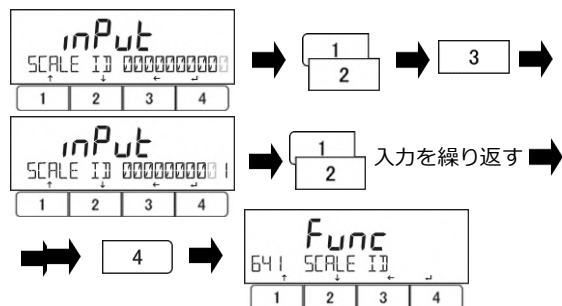 inPut
SCALE ID 0000000000
↑ ↓ ← ↵
1 2 3 4
1
2
3
inPut
SCALE ID 0000000001
↑ ↓ ← ↵
1 2 3 4
1
2
入力を繰り返す
4
Func
641 SCALE ID
↑ ↓ ← ↵
1 2 3 4